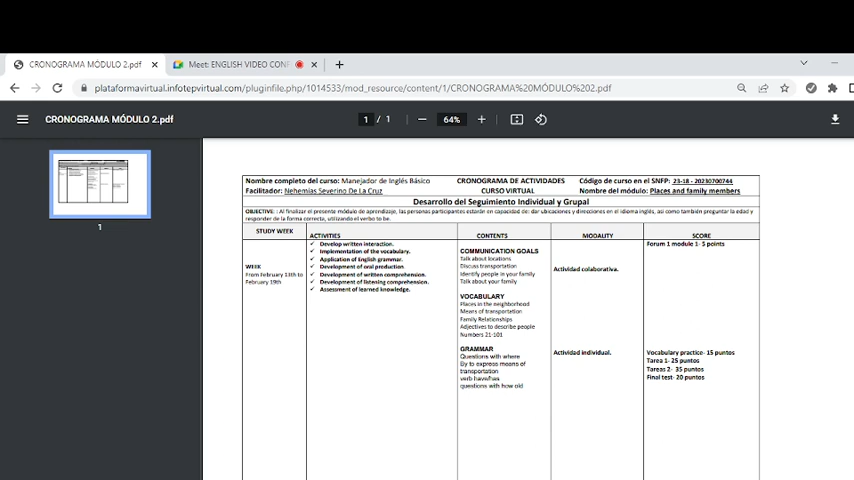 CRONOGRAMA MÓDULO 2.pdf
Meet: ENGLISH VIDEO CONF
plataformavirtual.infotepvirtual.com/pluginfile.php/1014533/mod_resource/content/1/CRONOGRAMA%20MÓDULO%202.pdf
CRONOGRAMA MÓDULO 2.pdf
1 / 1
64%
1
Nombre completo del curso: Manejador de Inglés Básico
CRONOGRAMA DE ACTIVIDADES
Código de curso en el SNFP: 23-18 - 20230700744
Facilitador: Nehemías Severino De La Cruz
CURSO VIRTUAL
Nombre del módulo: Places and family members
Desarrollo del Seguimiento Individual y Grupal
OBJECTIVE: : Al finalizar el presente módulo de aprendizaje, las personas participantes estarán en capacidad de: dar ubicaciones y direcciones en el idioma inglés, así como también preguntar la edad y
responder de la forma correcta, utilizando el verbo to be.
STUDY WEEK
ACTIVITIES
CONTENTS
MODALITY
SCORE
WEEK
From February 13th to
February 19th
✓ Develop written interaction.
✓ Implementation of the vocabulary.
✓ Application of English grammar.
✓ Development of oral production
✓ Development of written comprehension.
✓ Development of listening comprehension.
✓ Assessment of learned knowledge.
COMMUNICATION GOALS
Talk about locations
Discuss transportation
Identify people in your family
Talk about your family
VOCABULARY
Places in the neighborhood
Means of transportation
Family Relationships
Adjectives to describe people
Numbers 21-101
GRAMMAR
Questions with where
By to express means of
transportation
verb have/has
questions with how old
Actividad colaborativa.
Actividad individual.
Forum 1 module 1- 5 points
Vocabulary practice- 15 puntos
Tarea 1- 25 puntos
Tareas 2- 35 puntos
Final test- 20 puntos